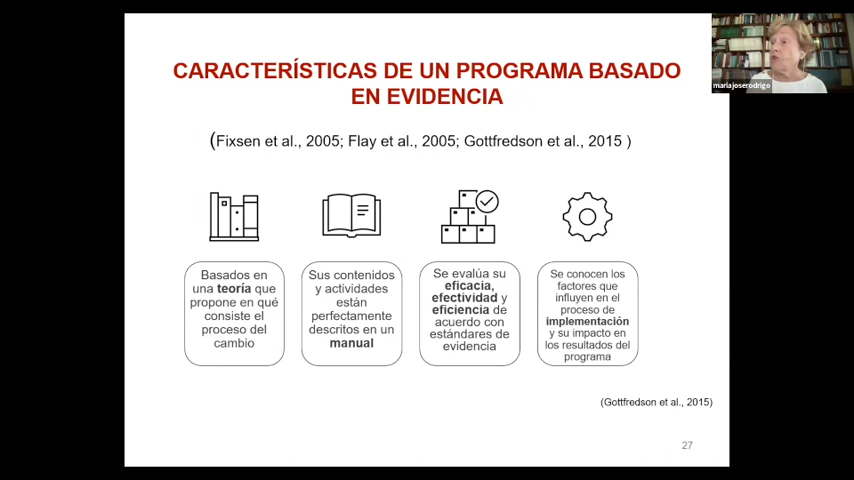 CARACTERÍSTICAS DE UN PROGRAMA BASADO
EN EVIDENCIA
(Fixsen et al., 2005; Flay et al., 2005; Gottfredson et al., 2015 )
Basados en
una teoría que
propone en qué
consiste el
proceso del
cambio
Sus contenidos
y actividades
están
perfectamente
descritos en un
manual
Se evalúa su
eficacia,
efectividad y
eficiencia de
acuerdo con
estándares de
evidencia
Se conocen los
factores que
influyen en el
proceso de
implementación
y su impacto en
los resultados del
programa
(Gottfredson et al., 2015)
27
mariajoserodrigo